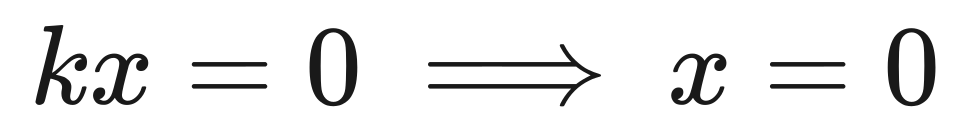 kx = 0 ⟹ x = 0